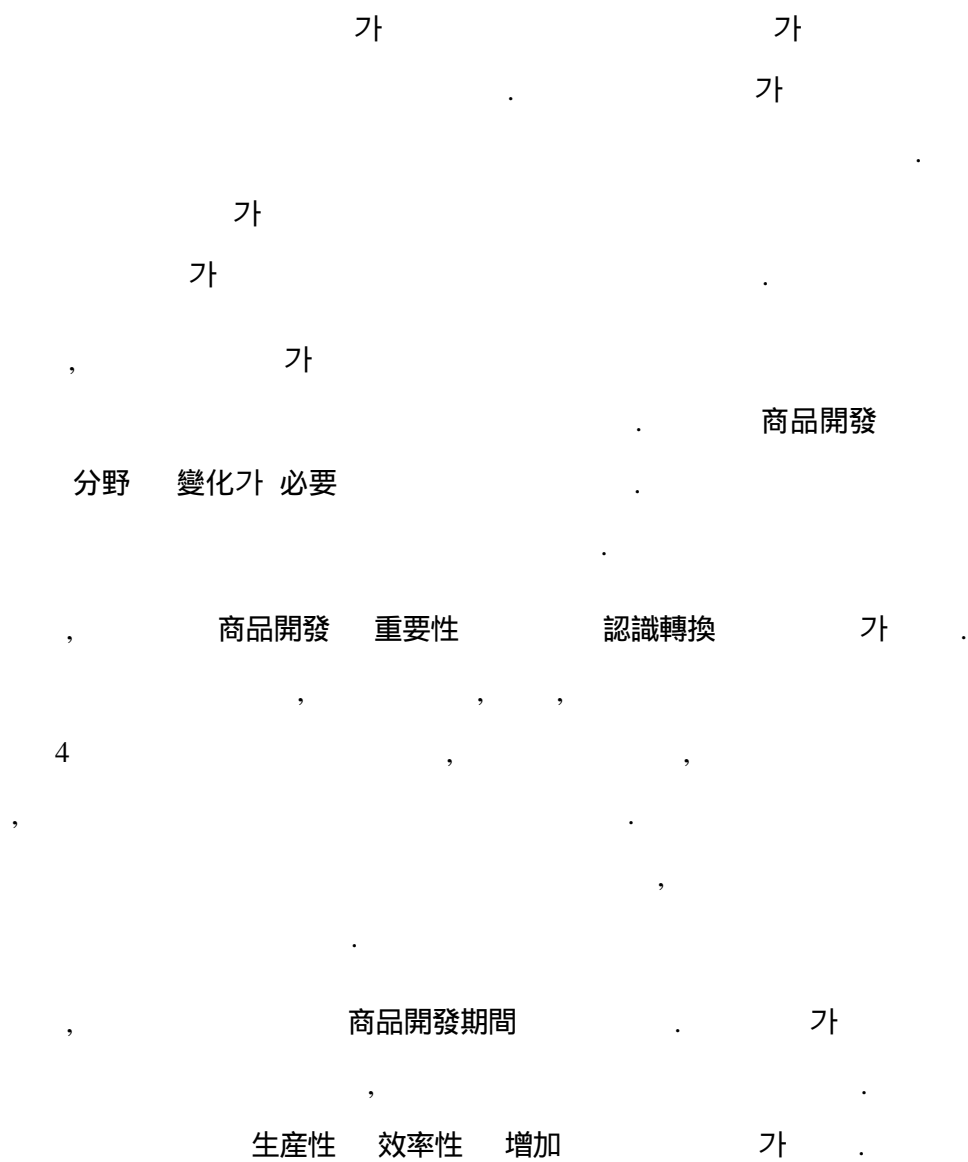 가 가
. 가
.
가
가 .
, 가
. 商品開發
分野 變化가 必要 .
.
, 商品開發 重要性 認識轉換 가 .
, , ,
4 , ,
, .
,
.
, 商品開發期間 . 가
, .
生産性 效率性 增加 가 .